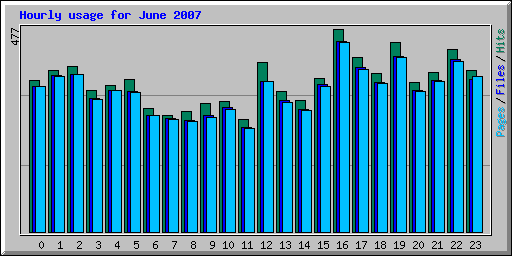 Hourly usage for June 2007
477
Pages/Files/Hits
0 1 2 3 4 5 6 7 8 9 10 11 12 13 14 15 16 17 18 19 20 21 22 23